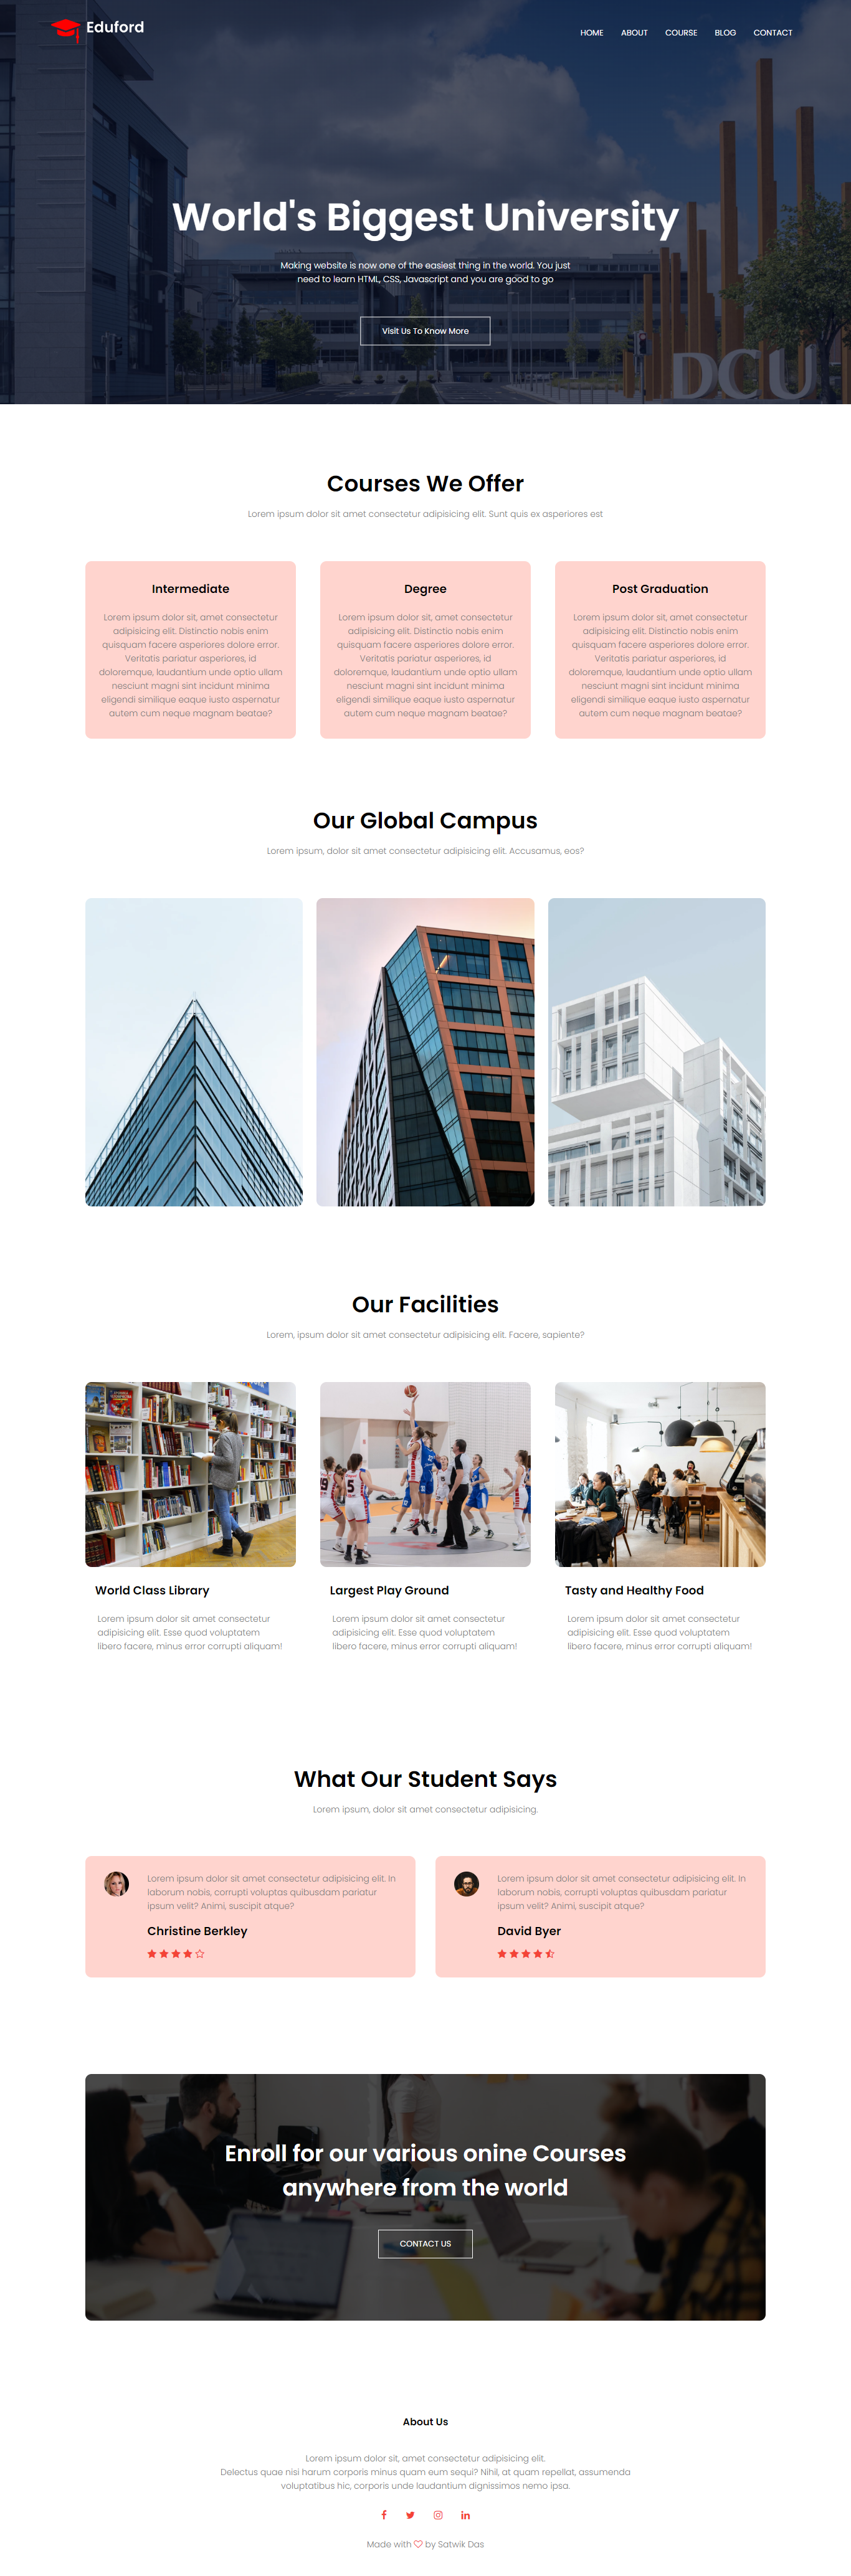 Eduford
HOME ABOUT COURSE BLOG CONTACT
World's Biggest University
Making website is now one of the easiest thing in the world. You just
need to learn HTML, CSS, Javascript and you are good to go
Visit Us To Know More
DCU
Courses We Offer
Lorem ipsum dolor sit amet consectetur adipisicing elit. Sunt quis ex asperiores est
Intermediate
Lorem ipsum dolor sit, amet consectetur
adipisicing elit. Distinctio nobis enim
quisquam facere asperiores dolore error.
Veritatis pariatur asperiores, id
doloremque, laudantium unde optio ullam
nesciunt magni sint incidunt minima
eligendi similique eaque iusto aspernatur
autem cum neque magnam beatae?
Degree
Lorem ipsum dolor sit, amet consectetur
adipisicing elit. Distinctio nobis enim
quisquam facere asperiores dolore error.
Veritatis pariatur asperiores, id
doloremque, laudantium unde optio ullam
nesciunt magni sint incidunt minima
eligendi similique eaque iusto aspernatur
autem cum neque magnam beatae?
Post Graduation
Lorem ipsum dolor sit, amet consectetur
adipisicing elit. Distinctio nobis enim
quisquam facere asperiores dolore error.
Veritatis pariatur asperiores, id
doloremque, laudantium unde optio ullam
nesciunt magni sint incidunt minima
eligendi similique eaque iusto aspernatur
autem cum neque magnam beatae?
Our Global Campus
Lorem ipsum, dolor sit amet consectetur adipisicing elit. Accusamus, eos?
Our Facilities
Lorem, ipsum dolor sit amet consectetur adipisicing elit. Facere, sapiente?
World Class Library
Lorem ipsum dolor sit amet consectetur
adipisicing elit. Esse quod voluptatem
libero facere, minus error corrupti aliquam!
5
Largest Play Ground
Lorem ipsum dolor sit amet consectetur
adipisicing elit. Esse quod voluptatem
libero facere, minus error corrupti aliquam!
Tasty and Healthy Food
Lorem ipsum dolor sit amet consectetur
adipisicing elit. Esse quod voluptatem
libero facere, minus error corrupti aliquam!
What Our Student Says
Lorem ipsum, dolor sit amet consectetur adipisicing.
Lorem ipsum dolor sit amet consectetur adipisicing elit. In
laborum nobis, corrupti voluptas quibusdam pariatur
ipsum velit? Animi, suscipit atque?
Christine Berkley
Lorem ipsum dolor sit amet consectetur adipisicing elit. In
laborum nobis, corrupti voluptas quibusdam pariatur
ipsum velit? Animi, suscipit atque?
David Byer
Enroll for our various onine Courses
anywhere from the world
CONTACT US
About Us
Lorem ipsum dolor sit, amet consectetur adipisicing elit.
Delectus quae nisi harum corporis minus quam eum sequi? Nihil, at quam repellat, assumenda
voluptatibus hic, corporis unde laudantium dignissimos nemo ipsa.
Made with ♡ by Satwik Das